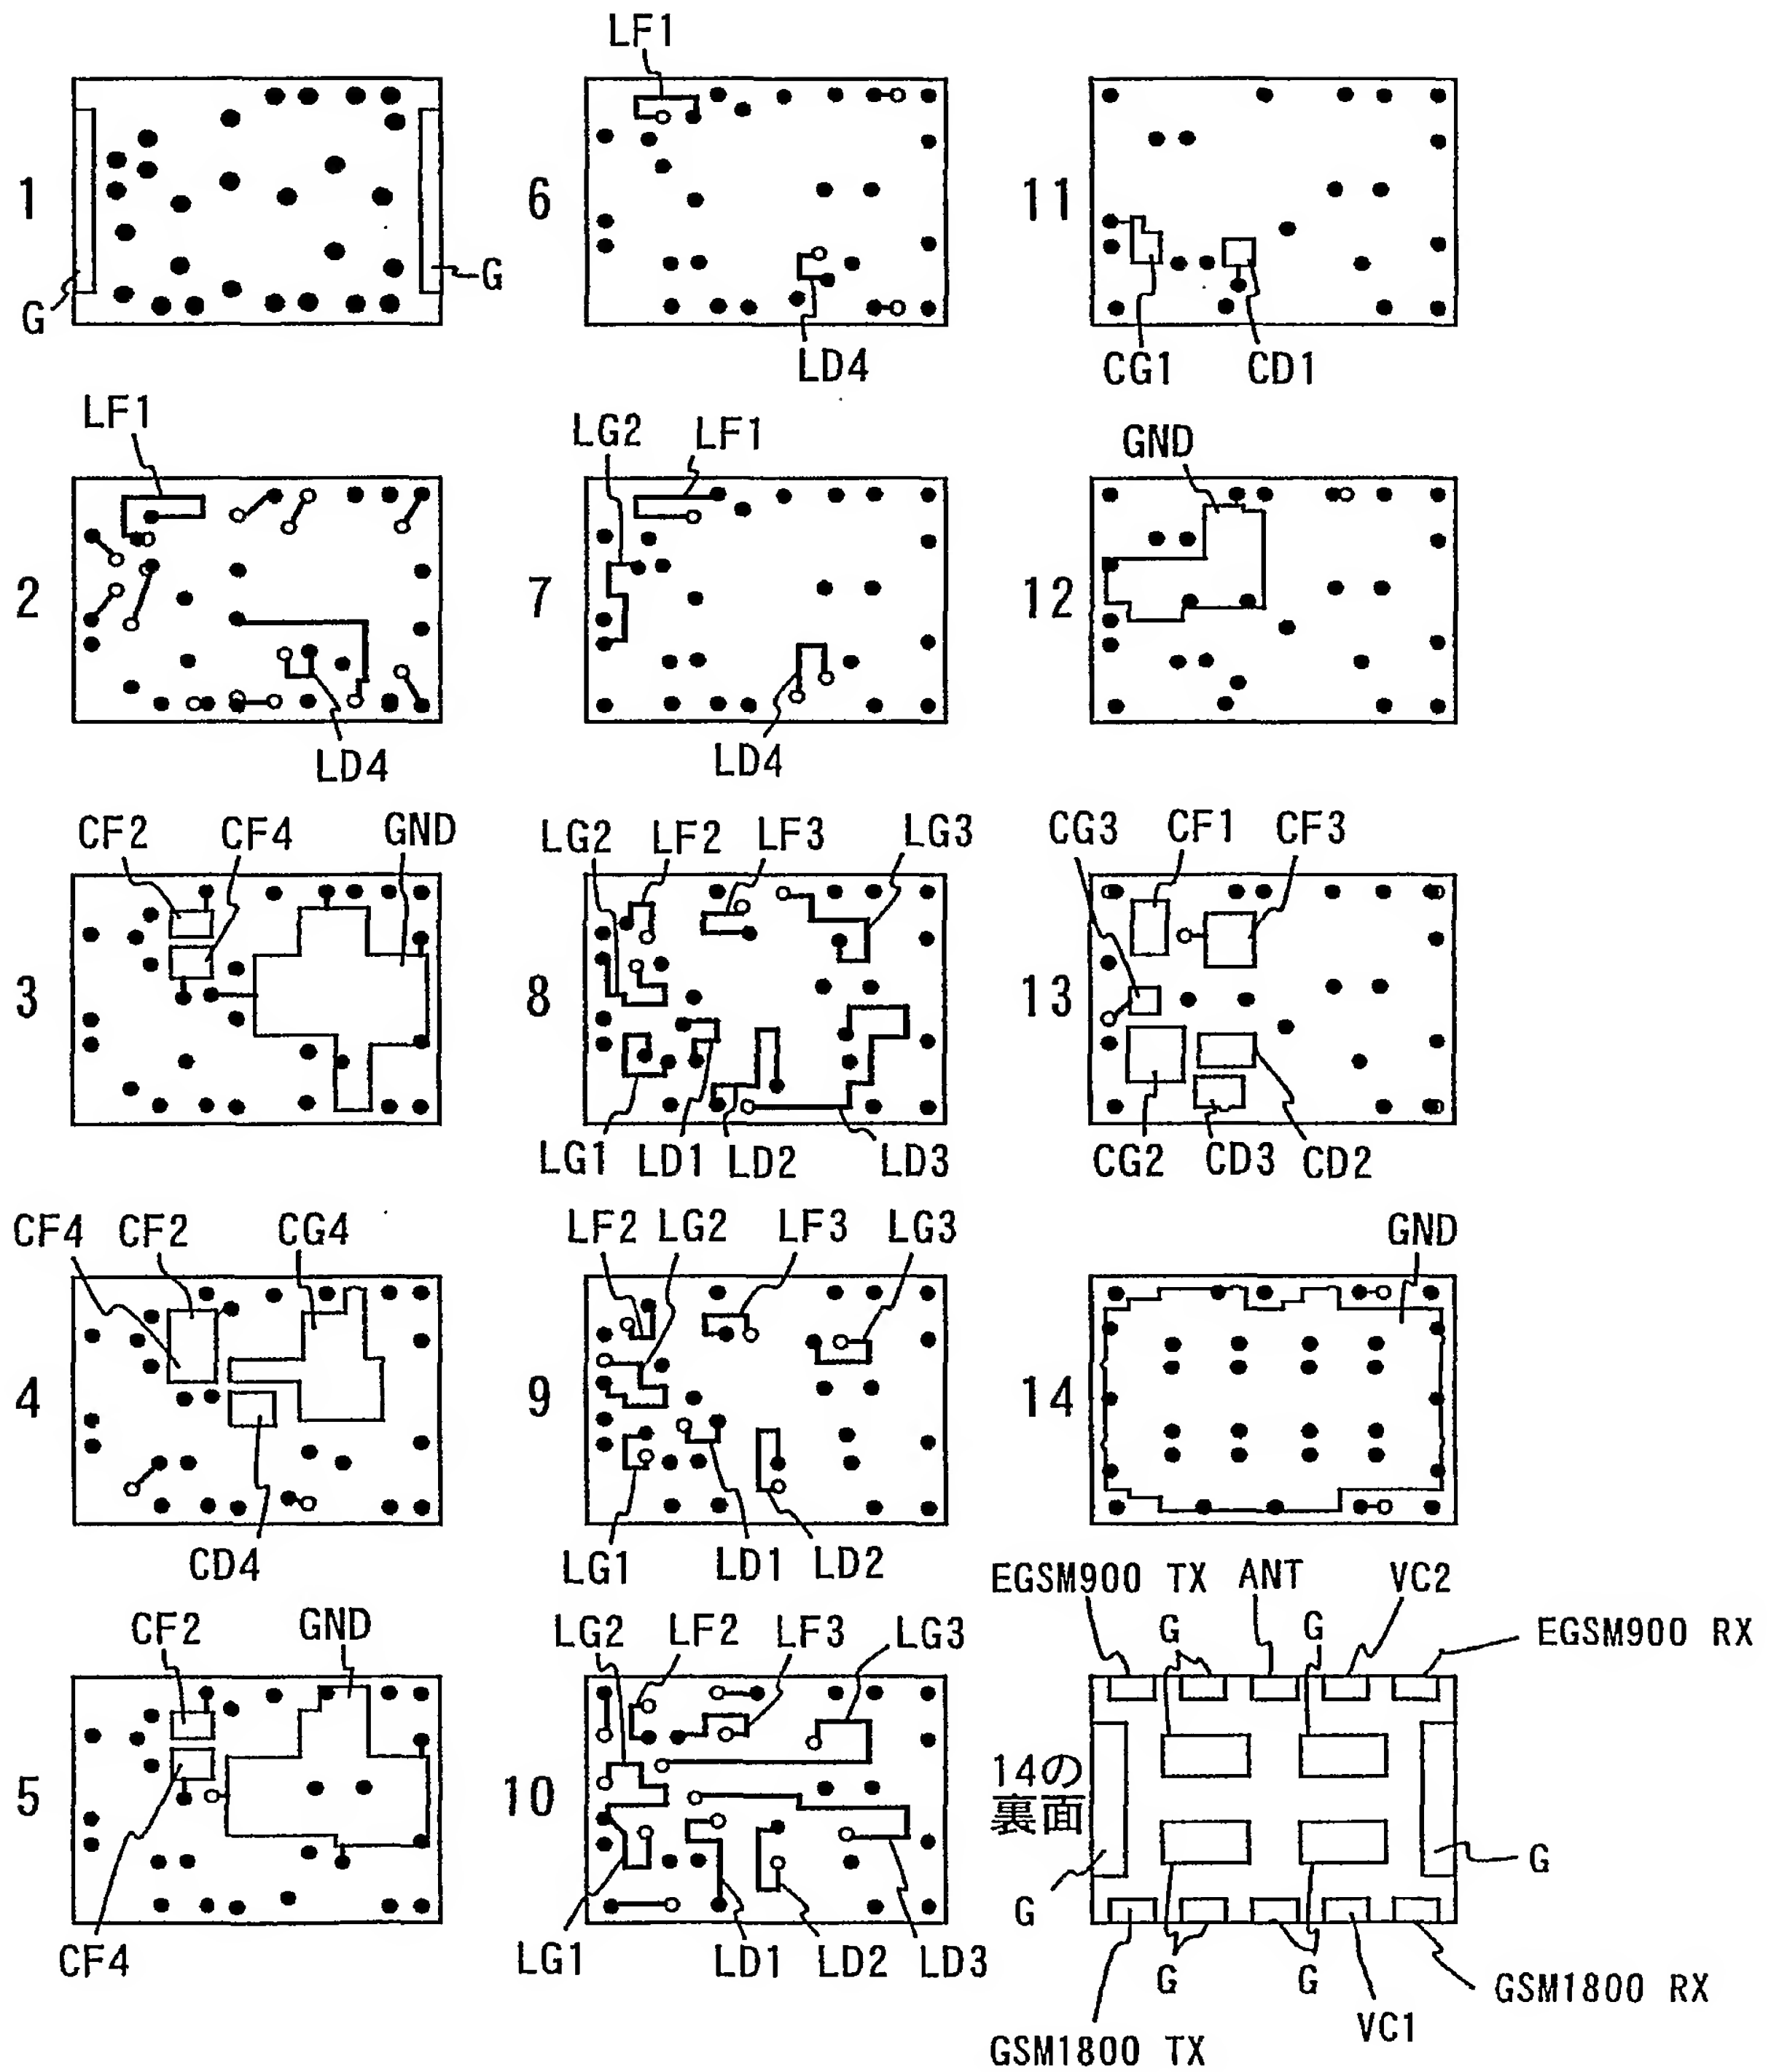 1
G
G
LF1
2
LD4
CF2 CF4 GND
3
CF4 CF2 CG4
4
CD4
CF2 GND
5
CF4
LF1
6
LD4
LG2 LF1
7
LD4
LG2 LF2 LF3 LG3
8
LG1 LD1 LD2 LD3
LF2 LG2 LF3 LG3
9
LG1 LD1 LD2
LG2 LF2 LF3 LG3
10
LG1 LD1 LD2 LD3
11
CG1 CD1
GND
12
CG3 CF1 CF3
13
CG2 CD3 CD2
GND
14
EGSM900 TX ANT VC2
G G EGSM900 RX
14の
裏面
G G
G G
GSM1800 RX
VC1
GSM1800 TX